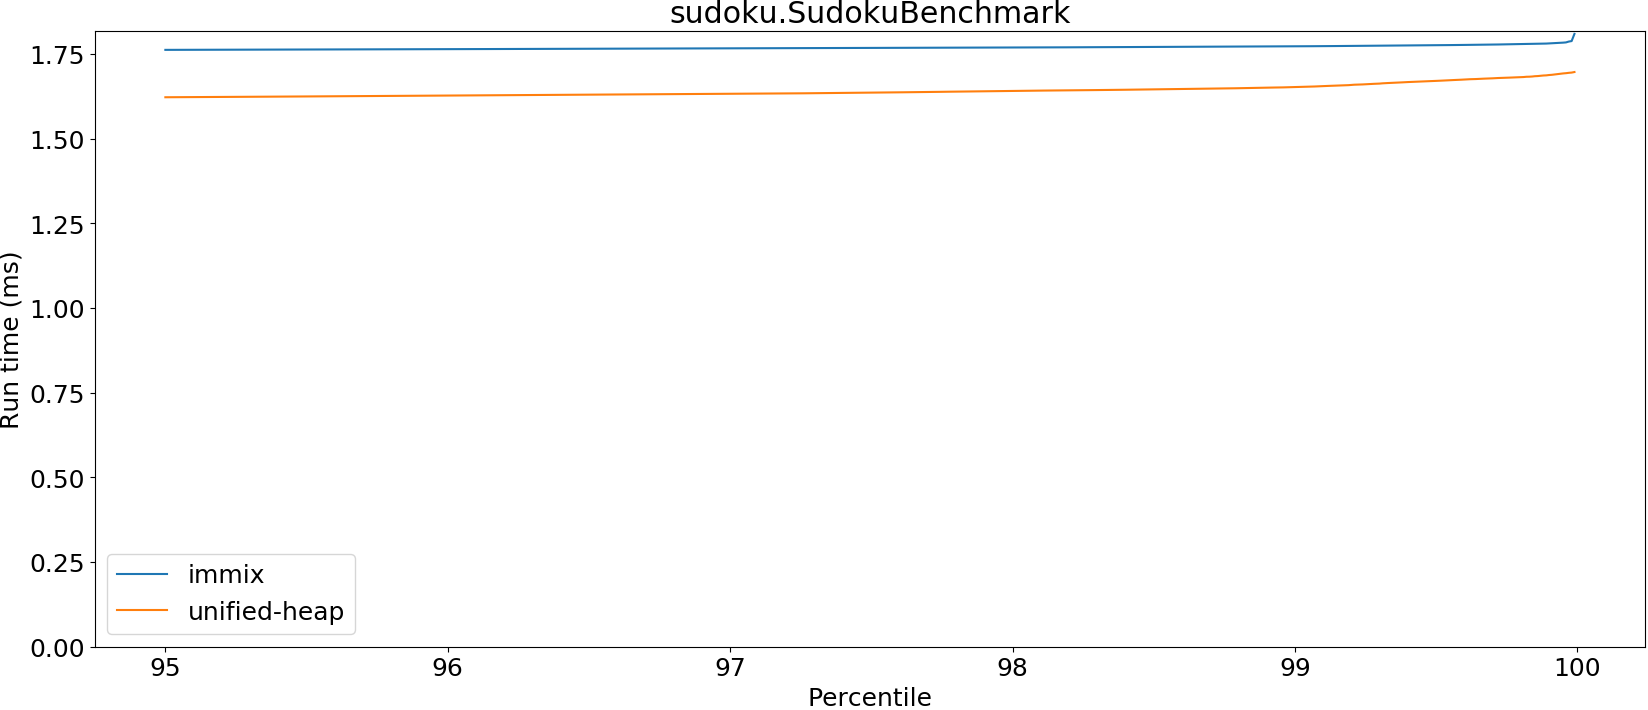 sudoku.SudokuBenchmark
1.75
1.50
1.25
1.00
0.75
0.50
0.25
0.00
Run time (ms)
immix
unified-heap
95 96 97 98 99 100
Percentile